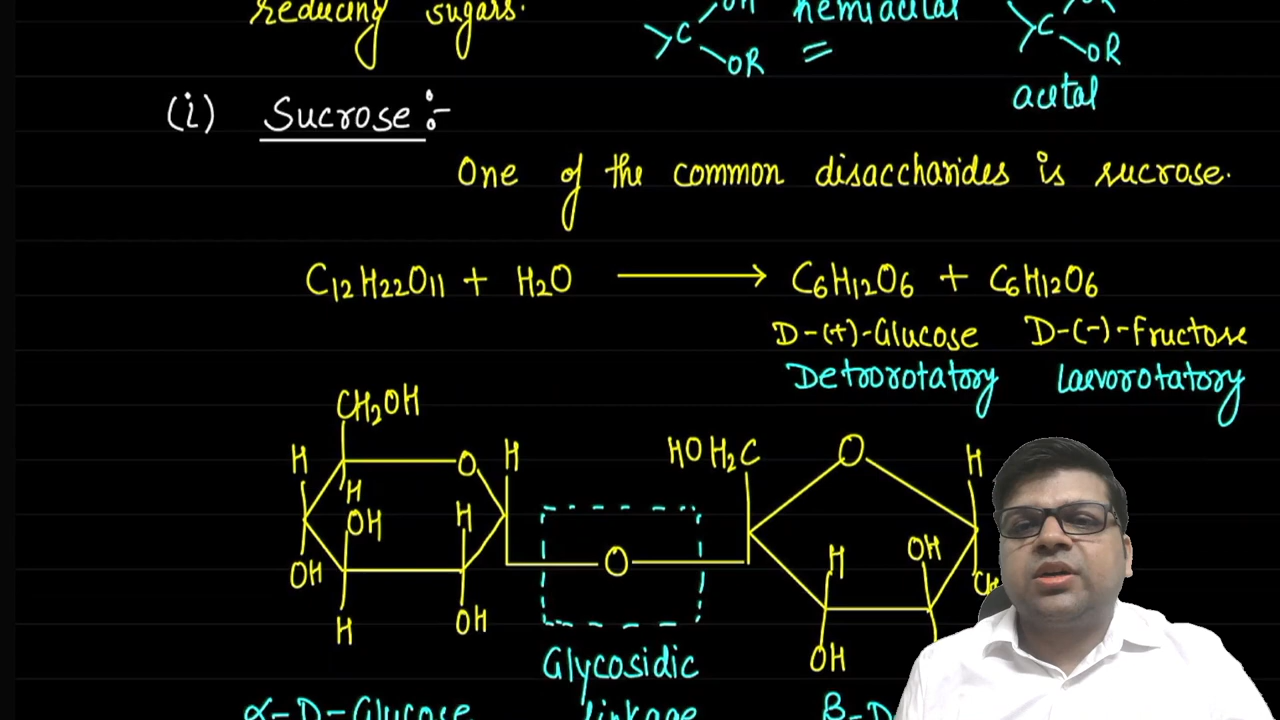 reducing sugars.
OH hemiacetal OR
C C
OR = OR
acetal
(i) Sucrose :-
One of the common disaccharides is sucrose.
C12H22O11 + H2O → C6H12O6 + C6H12O6
D-(+)-Glucose D-(-)-Fructose
Detrorotatory Laevorotatory
CH2OH
H O H HOH2C O H
H
OH H H OH
OH O CH
H OH OH
Glycosidic
α-D-Glucose linkage β-D